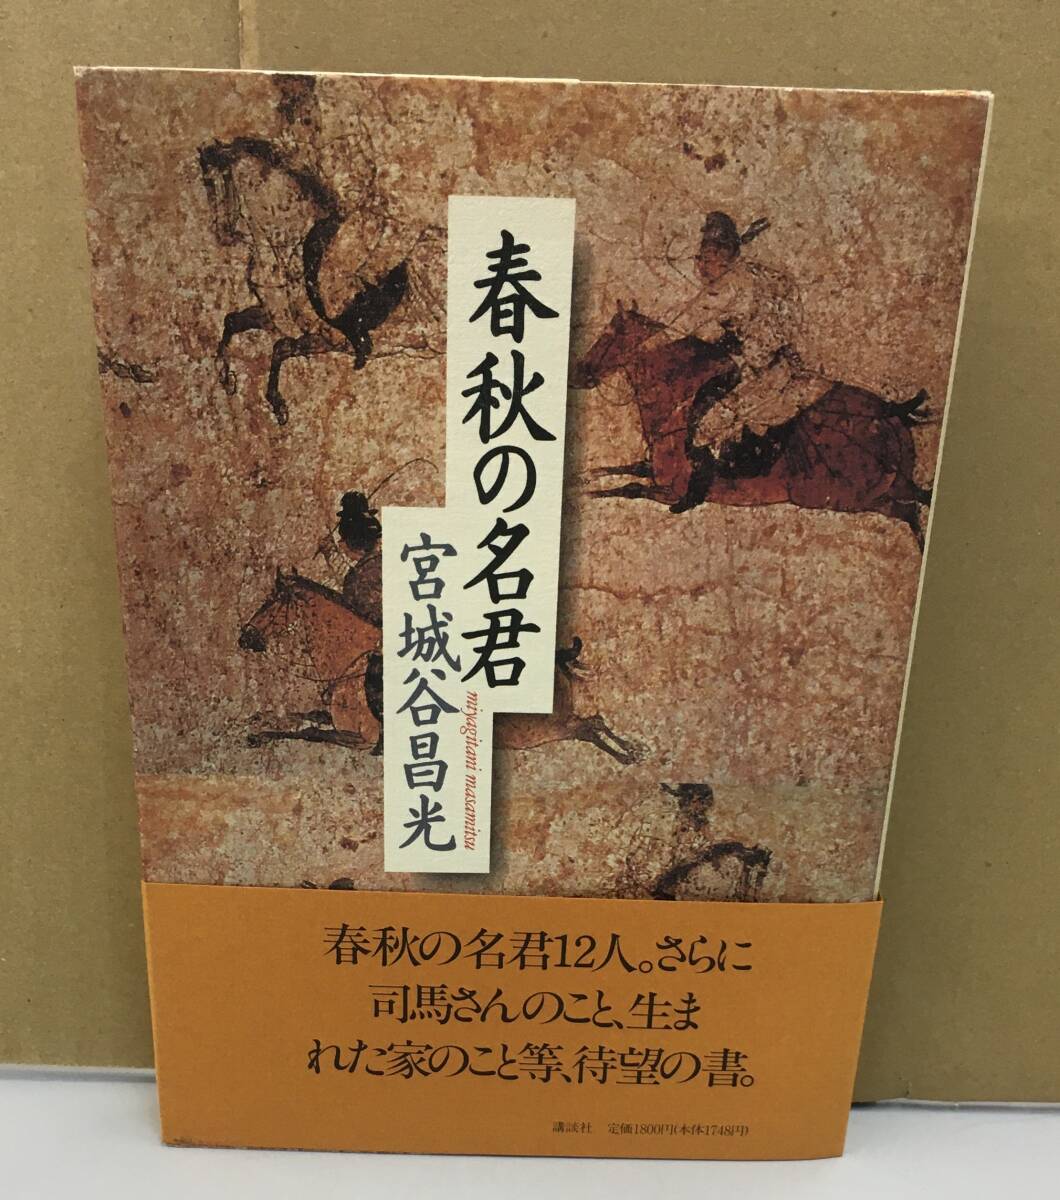 春秋の名君
宮城谷昌光
miyagitani masamitsu
春秋の名君12人。さらに
司馬さんのこと、生ま
れた家のこと等、待望の書。
講談社 定価1800円(本体1748円)